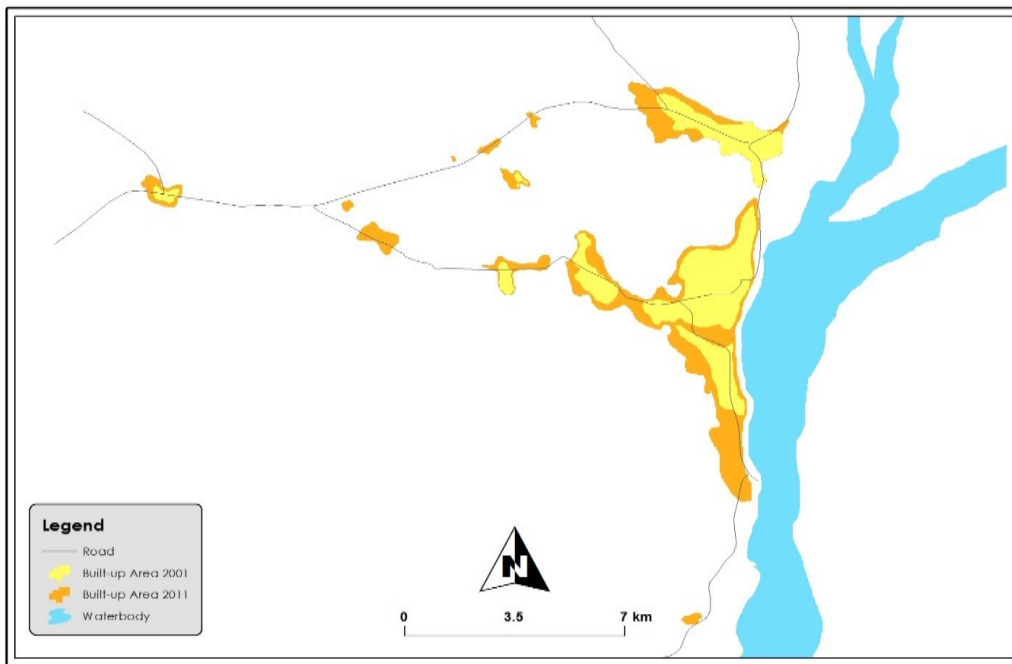 Legend
Road
Built-up Area 2001
Built-up Area 2011
Waterbody
N
0 3.5 7 km